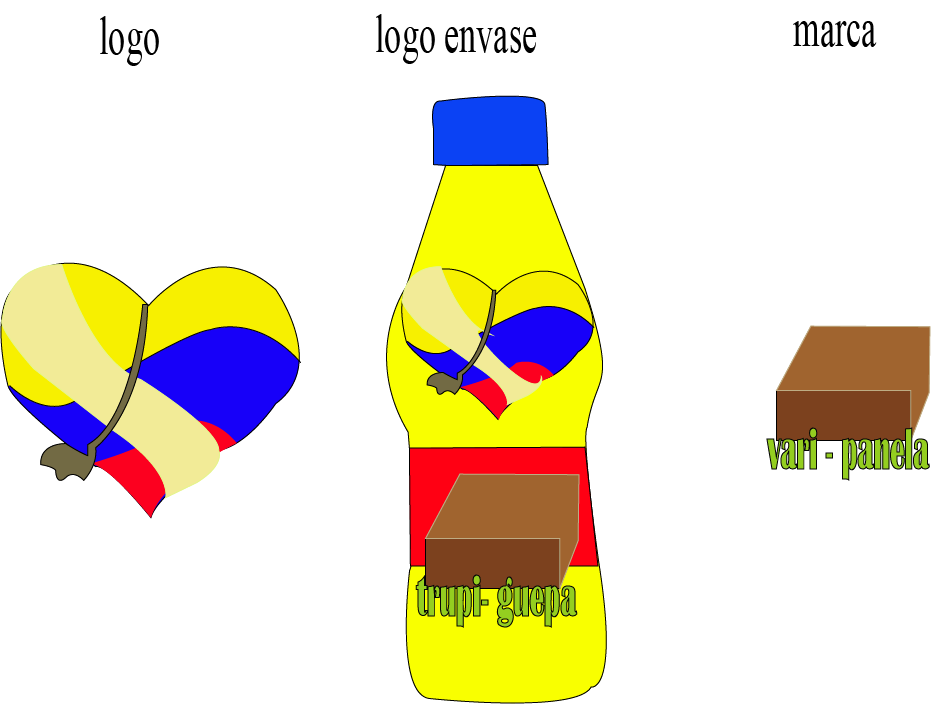 logo
logo envase
marca
vari - panela
trupi- guepa